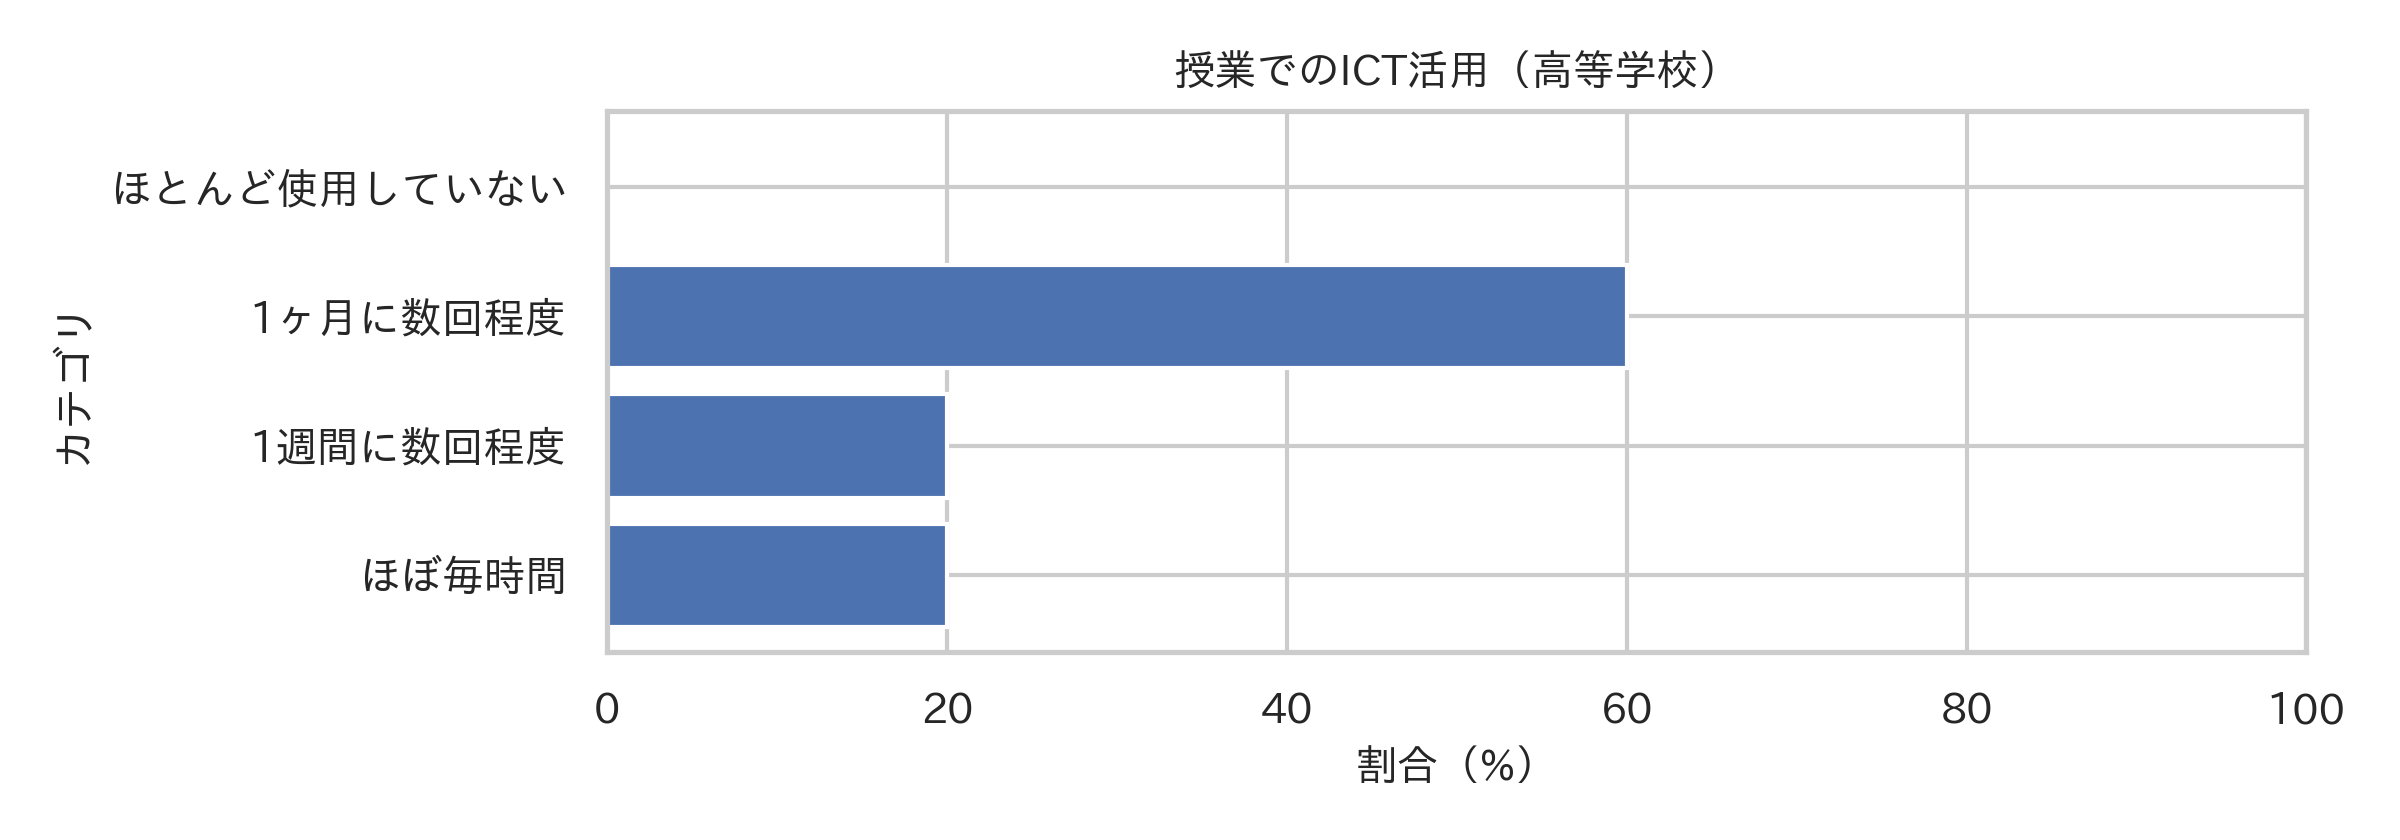 授業でのICT活用（高等学校）
カテゴリ
ほとんど使用していない
1ヶ月に数回程度
1週間に数回程度
ほぼ毎時間
0 20 40 60 80 100
割合（%）